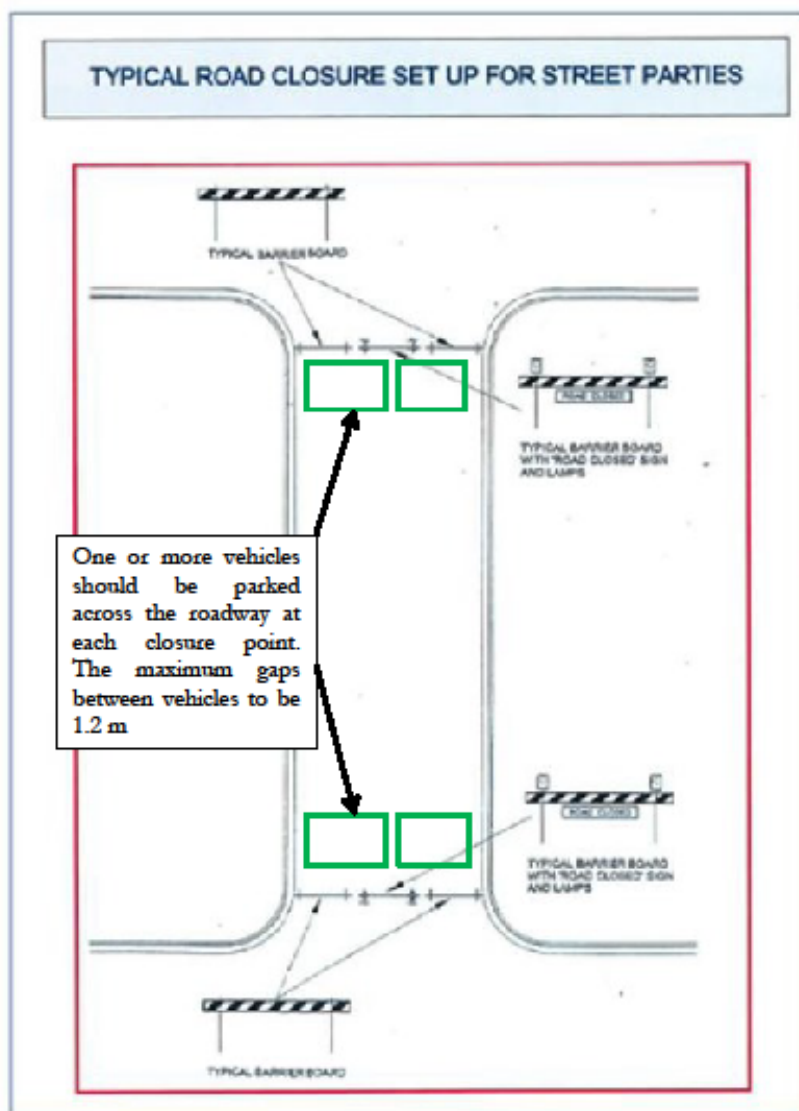 TYPICAL ROAD CLOSURE SET UP FOR STREET PARTIES
TYPICAL BARRIER BOARD
ROAD CLOSED
TYPICAL BARRIER BOARD
WITH 'ROAD CLOSED' SIGN
AND LAMPS
One or more vehicles
should be parked
across the roadway at
each closure point.
The maximum gaps
between vehicles to be
1.2 m
ROAD CLOSED
TYPICAL BARRIER BOARD
WITH 'ROAD CLOSED' SIGN
AND LAMPS
TYPICAL BARRIER BOARD